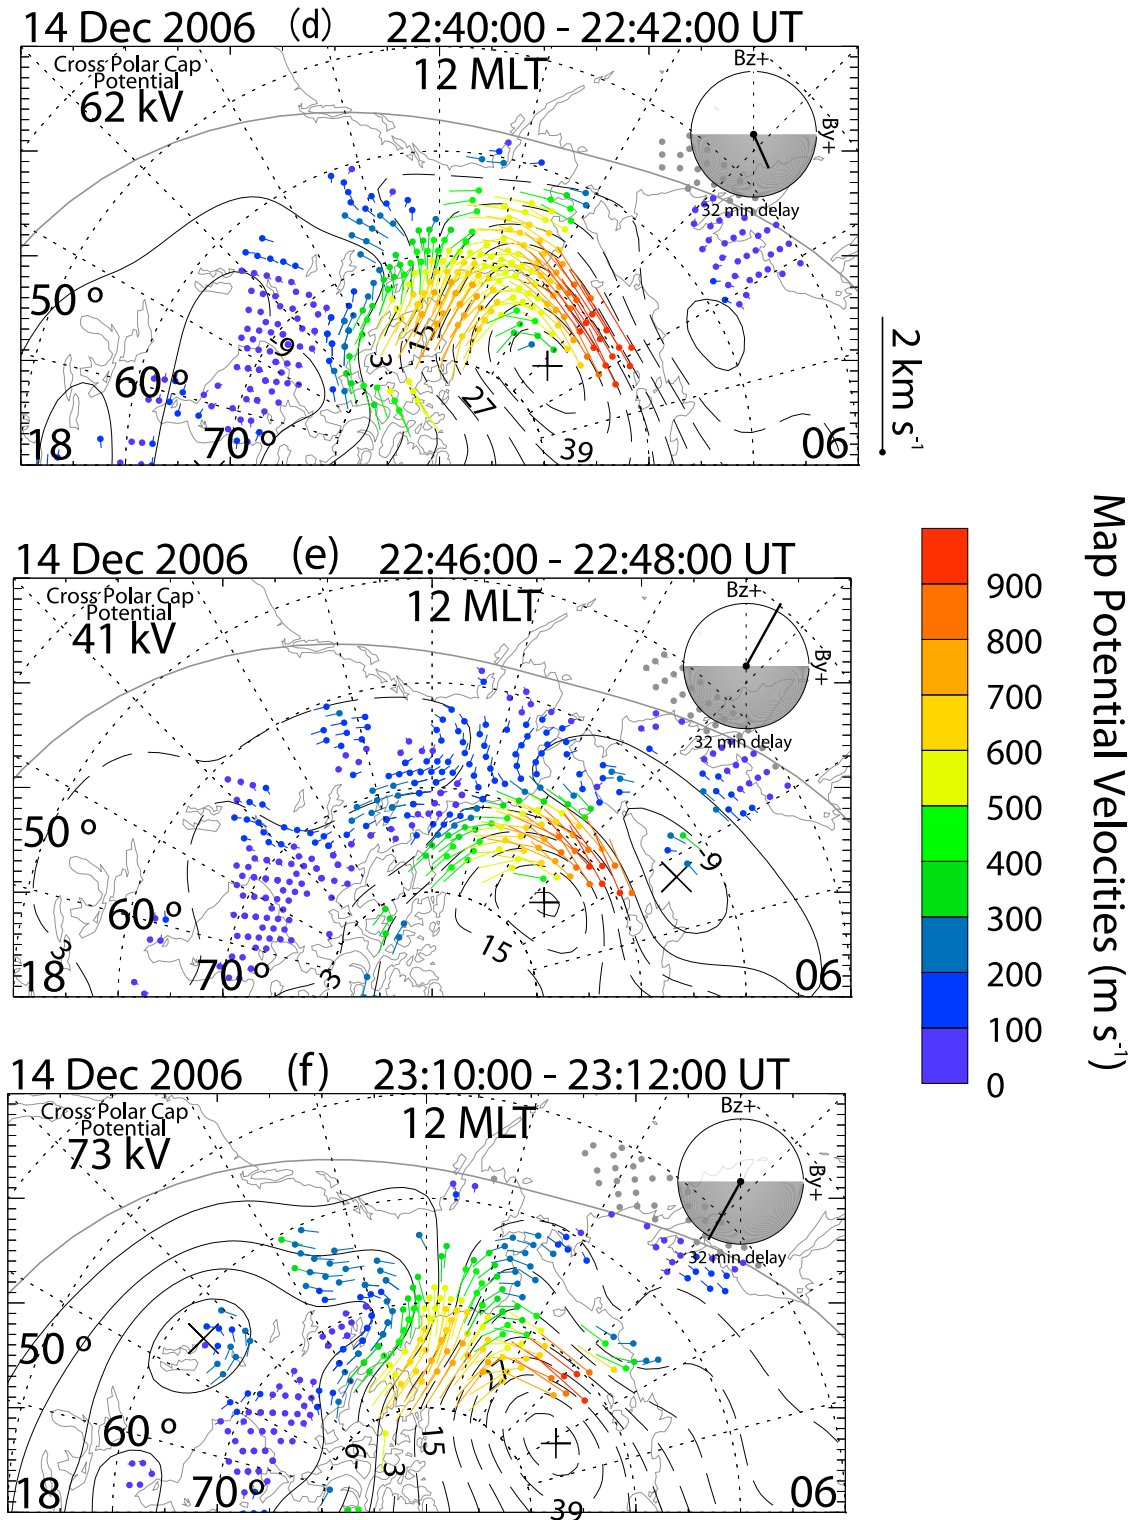 14 Dec 2006 (d) 22:40:00 - 22:42:00 UT
Cross Polar Cap
Potential
62 kV
12 MLT
Bz+
By+
32 min delay
50 º
60 º
70 º
18
06
-9
3
15
27
39
2 km s-1
14 Dec 2006 (e) 22:46:00 - 22:48:00 UT
Cross Polar Cap
Potential
41 kV
12 MLT
Bz+
By+
32 min delay
50 º
60 º
70 º
18
06
3
3
15
-9
14 Dec 2006 (f) 23:10:00 - 23:12:00 UT
Cross Polar Cap
Potential
73 kV
12 MLT
Bz+
By+
32 min delay
50 º
60 º
70 º
18
06
-9
3
15
27
39
900
800
700
600
500
400
300
200
100
0
Map Potential Velocities (m s-1)